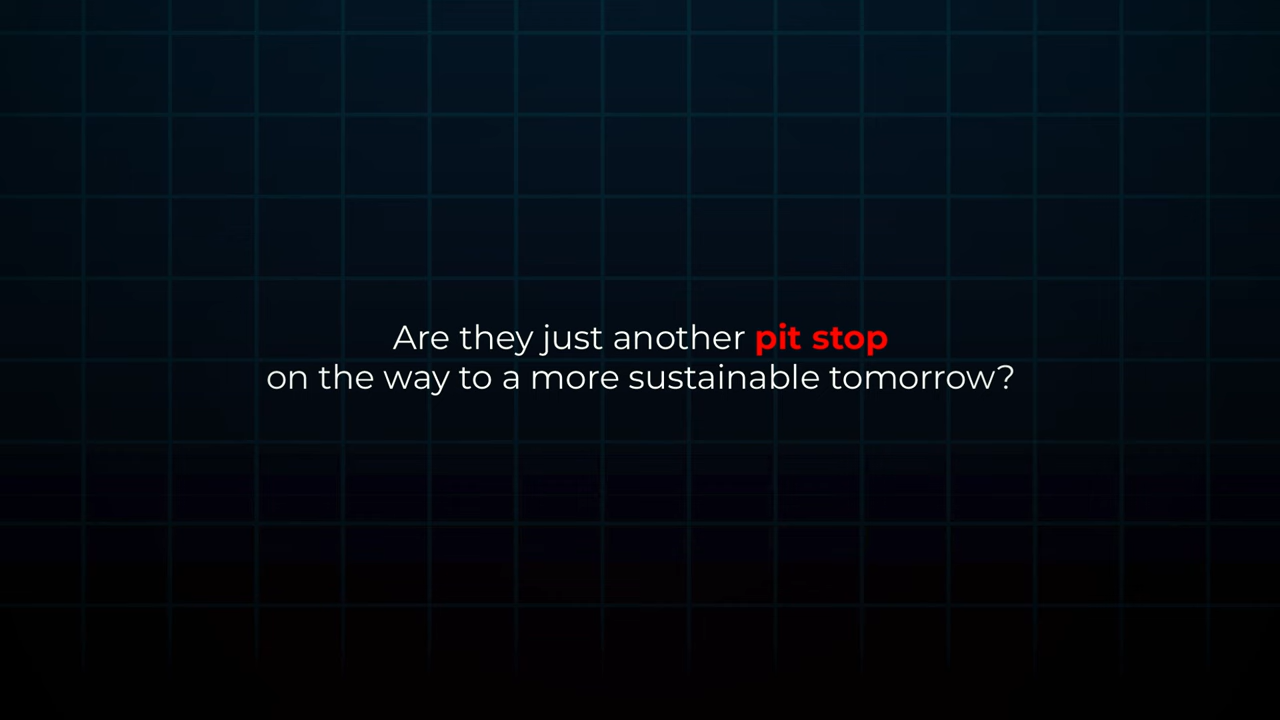 Are they just another pit stop
on the way to a more sustainable tomorrow?